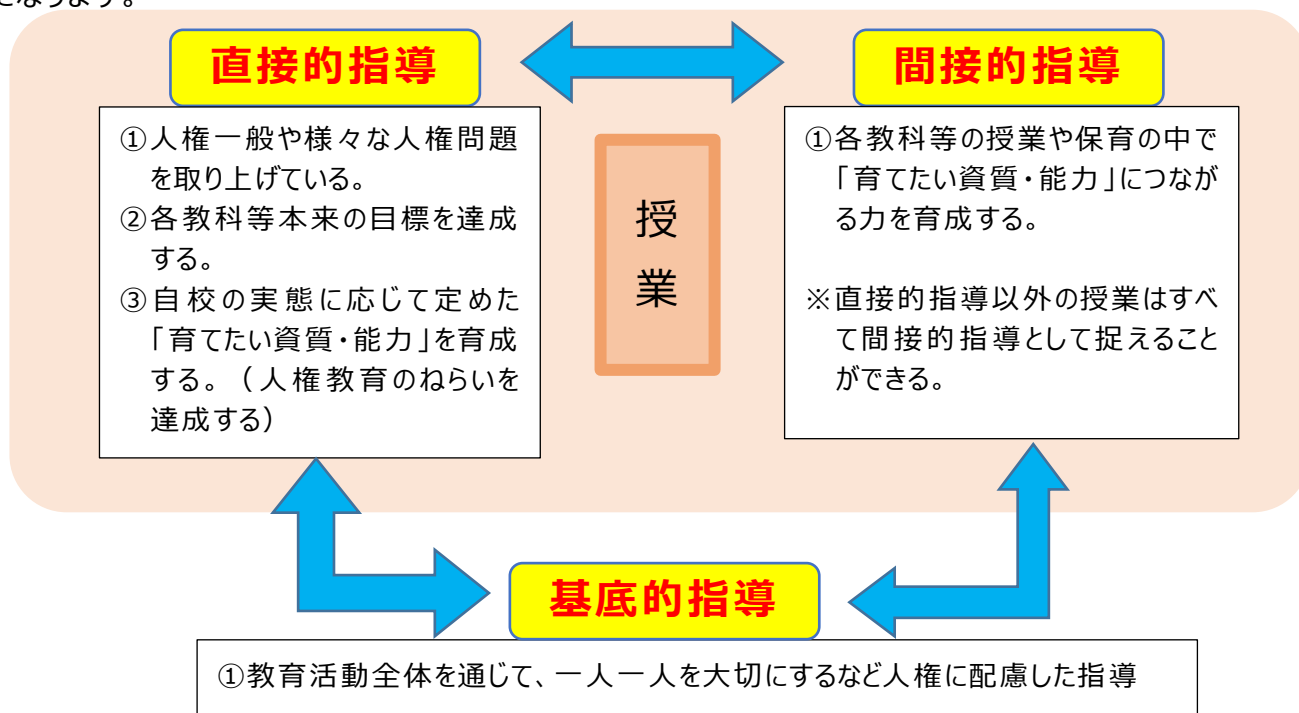 になります。
直接的指導
間接的指導
①人権一般や様々な人権問題
を取り上げている。
②各教科等本来の目標を達成
する。
③自校の実態に応じて定めた
「育てたい資質・能力」を育成
する。（人権教育のねらいを
達成する）
授
業
①各教科等の授業や保育の中で
「育てたい資質・能力」につなが
る力を育成する。
※直接的指導以外の授業はすべ
て間接的指導として捉えること
ができる。
基底的指導
①教育活動全体を通じて、一人一人を大切にするなど人権に配慮した指導